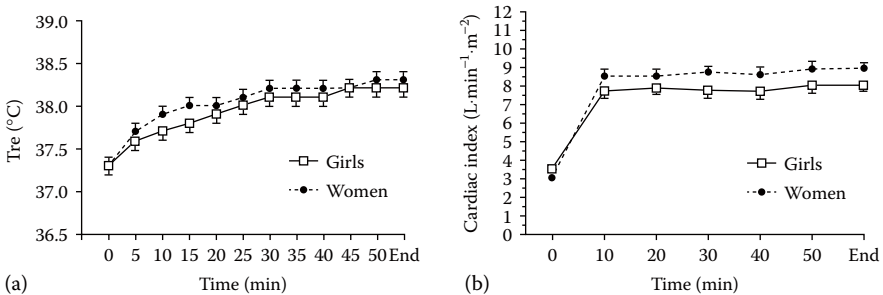 39.0
38.5
38.0
37.5
37.0
36.5
Tre (°C)
Girls
Women
0 5 10 15 20 25 30 35 40 45 50 End
Time (min)
(a)
12
11
10
9
8
7
6
5
4
3
2
1
0
Cardiac index (L·min⁻¹·m⁻²)
Girls
Women
0 10 20 30 40 End
Time (min)
(b)